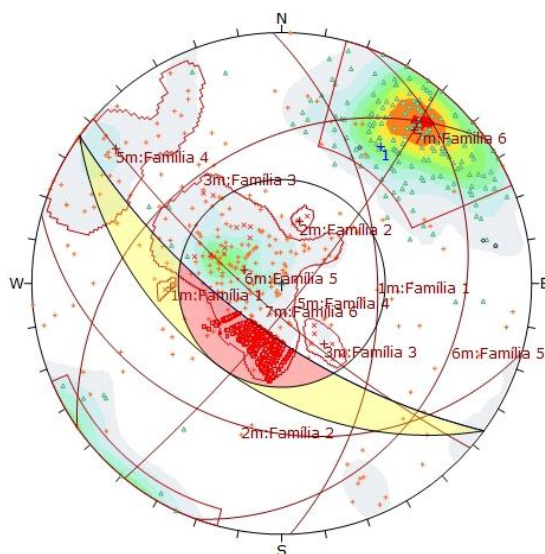 N
7m:Família 6
1
5m:Família 4
3m:Família 3
2m:Família 2
W
6m:Família 5
1m:Família 1
E
1m:Família 1
5m:Família 4
7m:Família 6
3m:Família 3
6m:Família 5
2m:Família 2
S